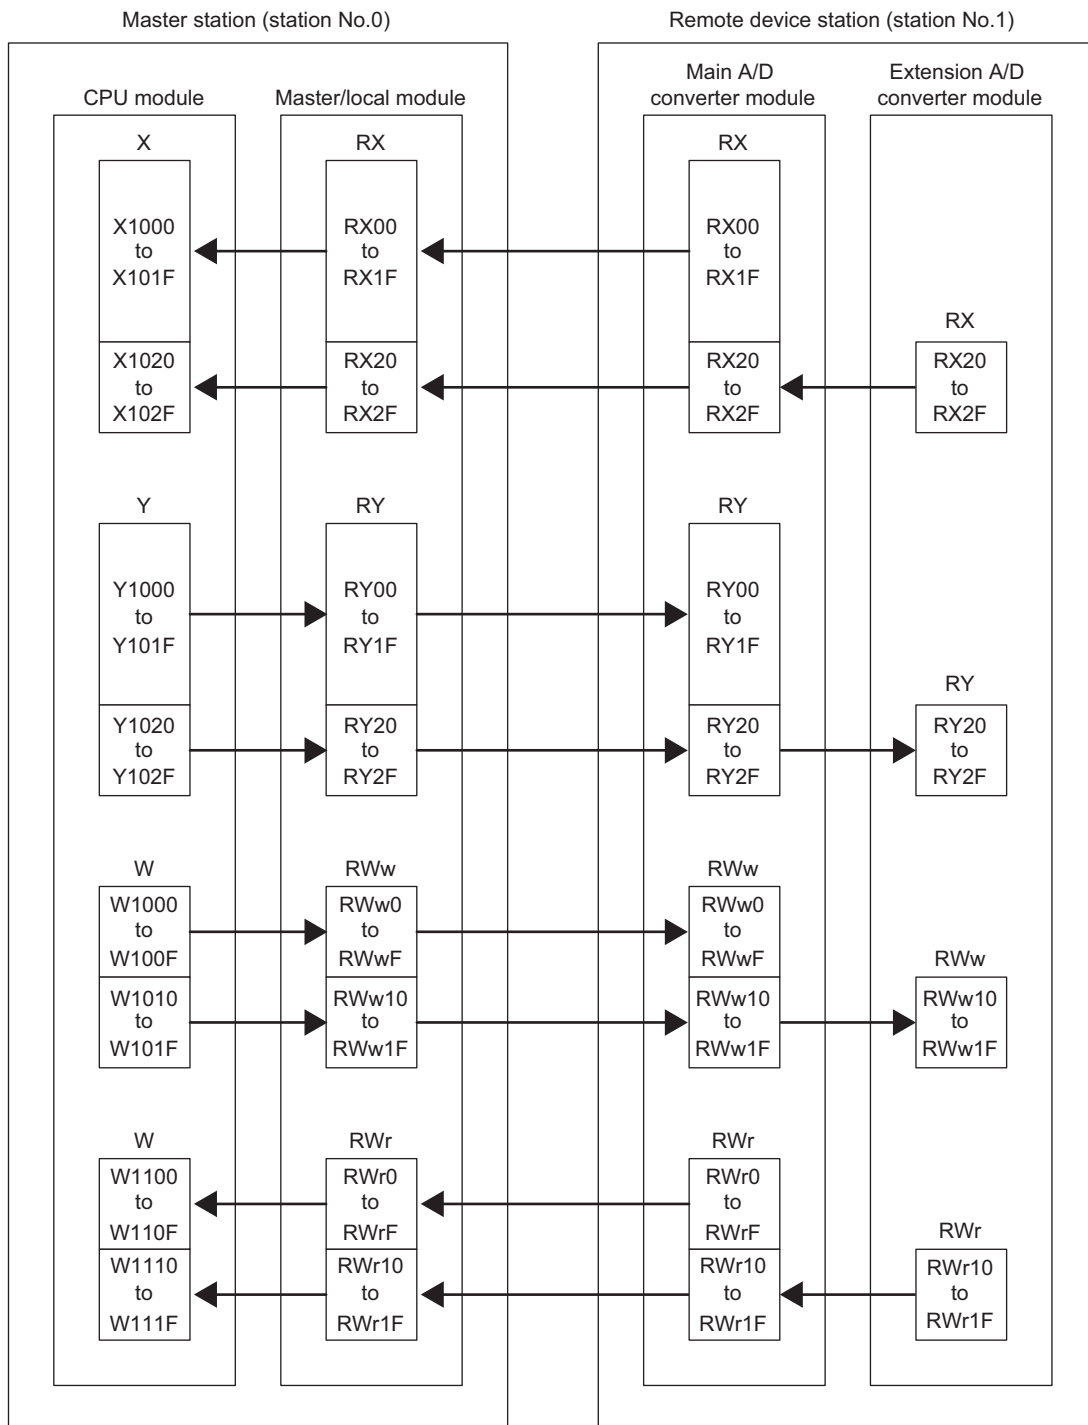 Master station (station No.0)
Remote device station (station No.1)
CPU module
Master/local module
Main A/D
converter module
Extension A/D
converter module
X
RX
RX
X1000
to
X101F
RX00
to
RX1F
RX00
to
RX1F
RX
X1020
to
X102F
RX20
to
RX2F
RX20
to
RX2F
RX20
to
RX2F
Y
RY
RY
Y1000
to
Y101F
RY00
to
RY1F
RY00
to
RY1F
RY
Y1020
to
Y102F
RY20
to
RY2F
RY20
to
RY2F
RY20
to
RY2F
W
RWw
RWw
W1000
to
W100F
RWw0
to
RWwF
RWw0
to
RWwF
RWw
W1010
to
W101F
RWw10
to
RWw1F
RWw10
to
RWw1F
RWw10
to
RWw1F
W
RWr
RWr
W1100
to
W110F
RWr0
to
RWrF
RWr0
to
RWrF
RWr
W1110
to
W111F
RWr10
to
RWr1F
RWr10
to
RWr1F
RWr10
to
RWr1F